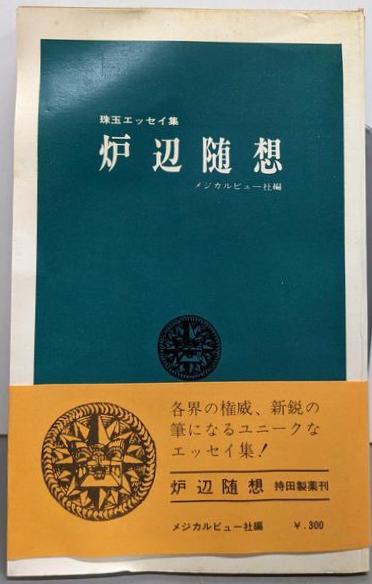 珠玉エッセイ集
炉辺随想
メジカルビュー社編
各界の権威、新鋭の
筆になるユニークな
エッセイ集!
炉辺随想 持田製薬刊
メジカルビュー社編 ¥.300